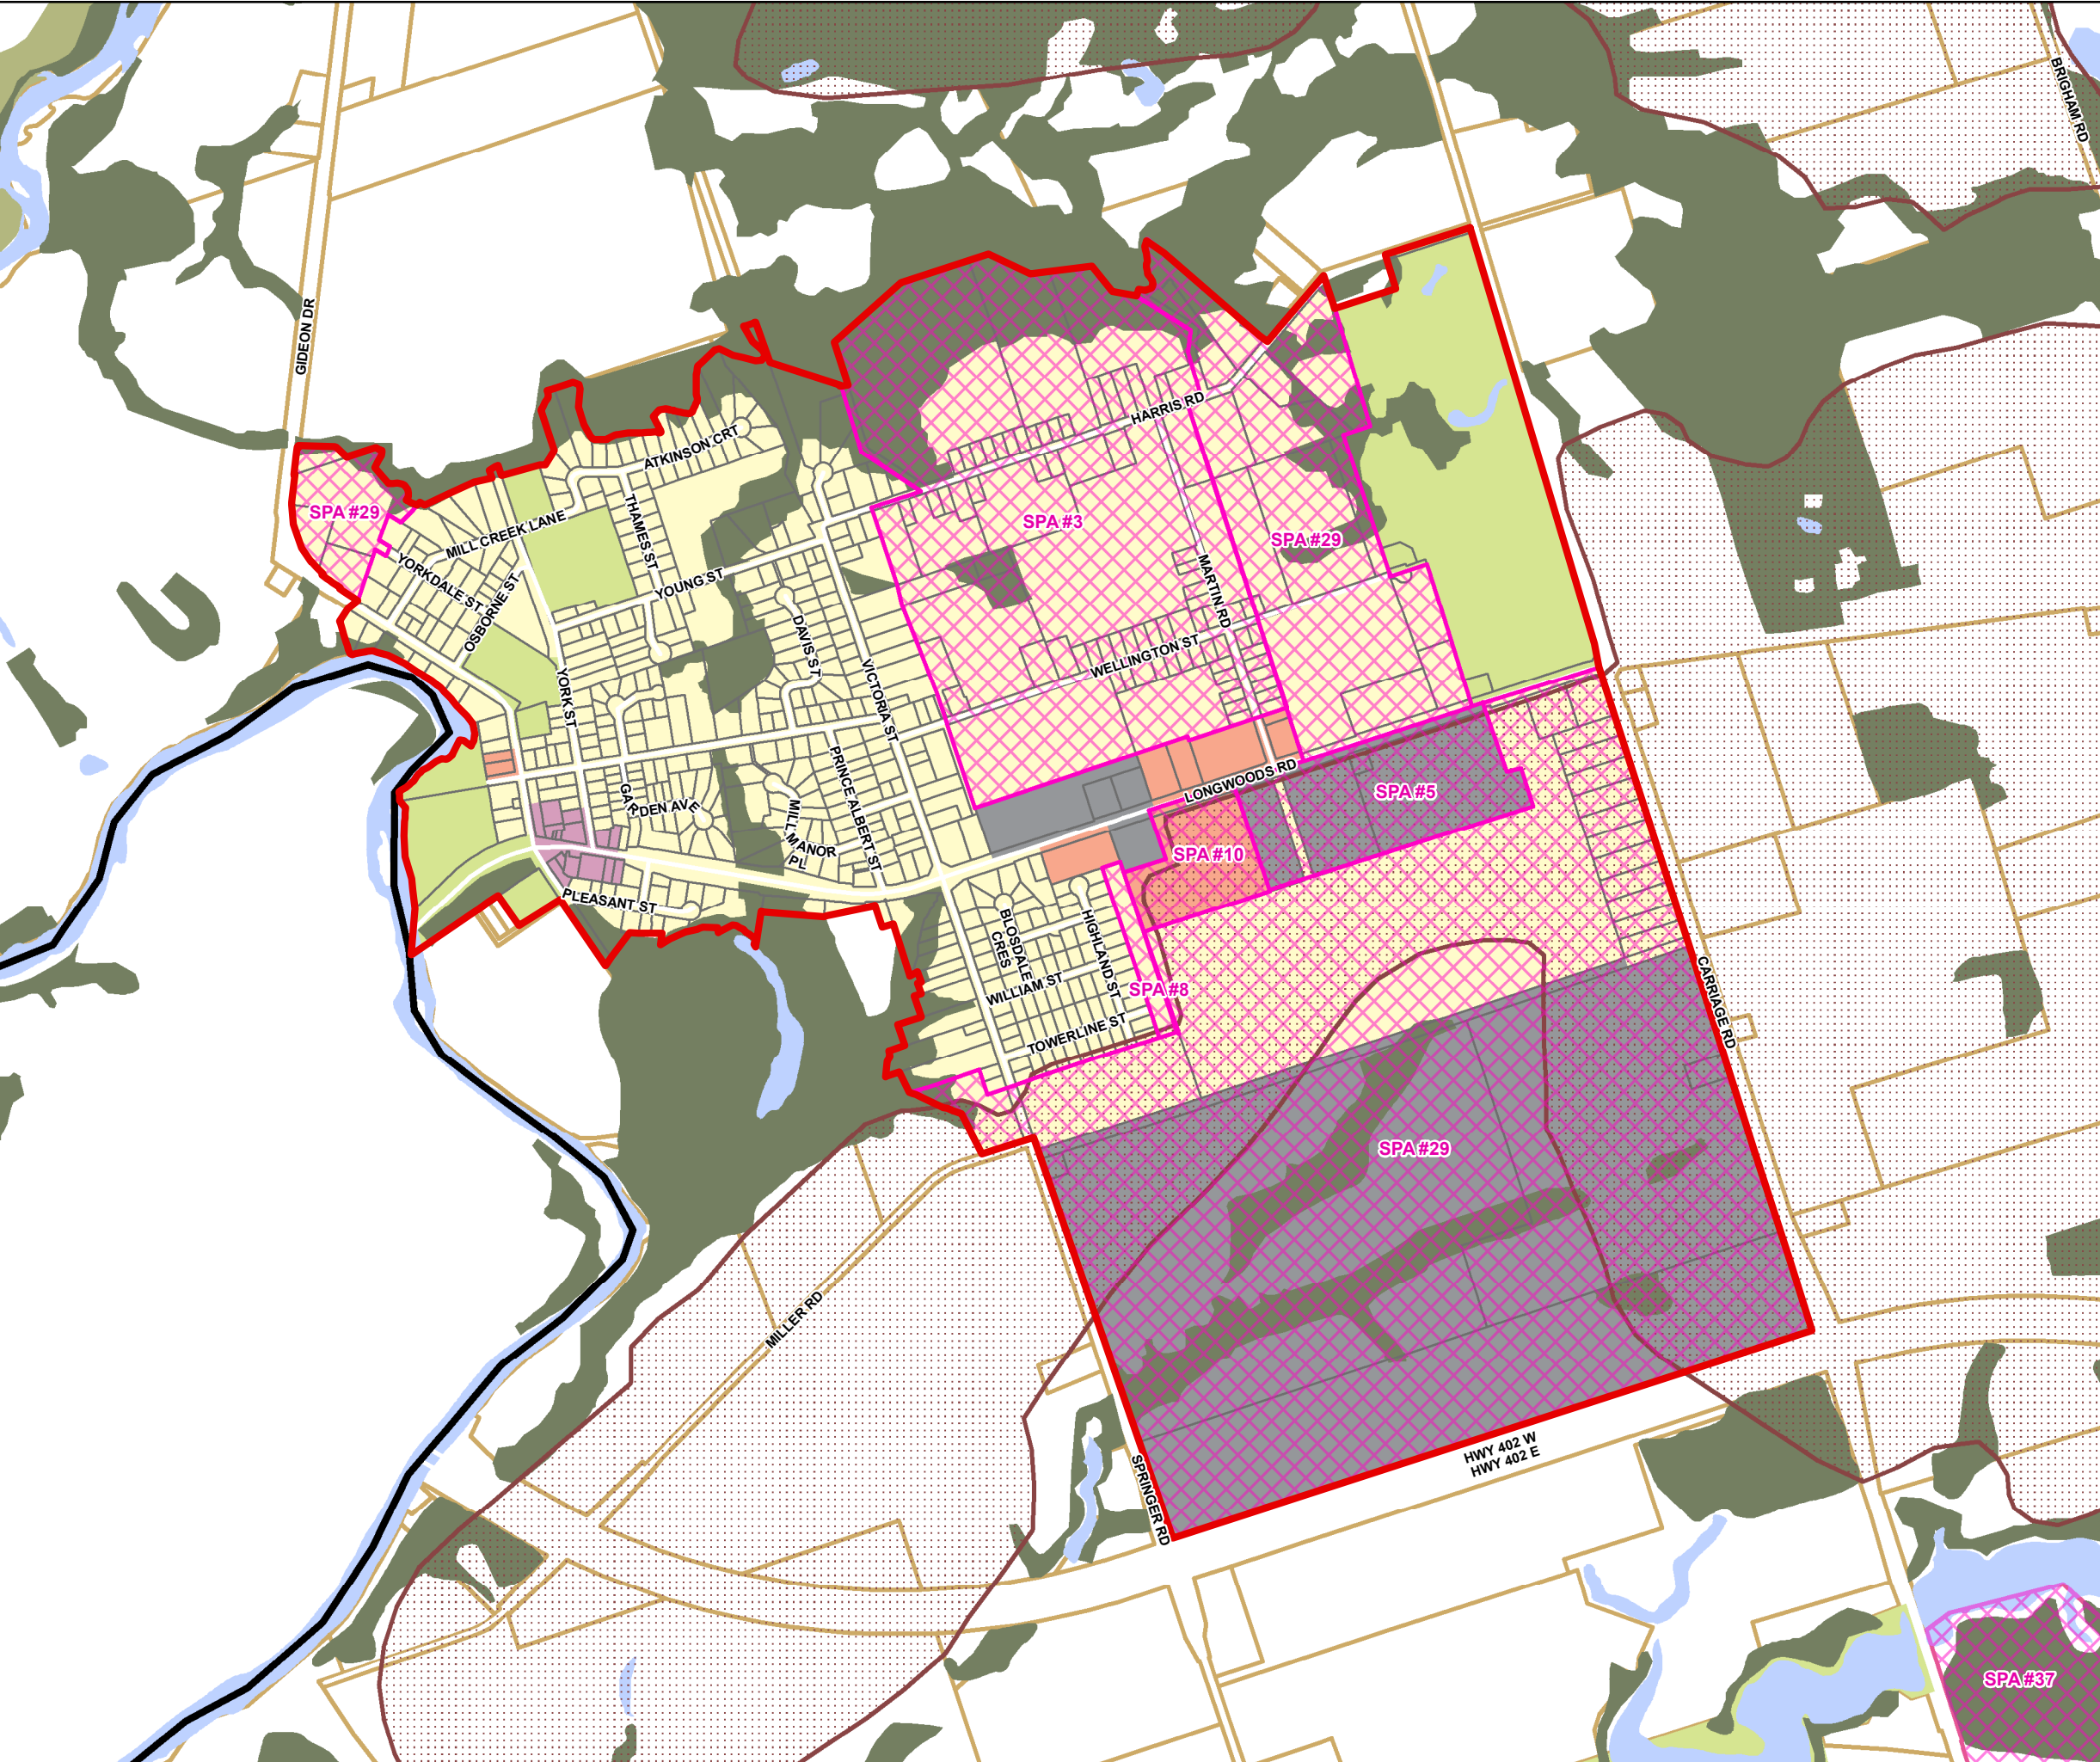 BRIGHAM RD
GIDEON DR
HARRIS RD
ATKINSON CRT
SPA #29
SPA #3
MILL CREEK LANE
THAMES ST
SPA #29
YORKDALE ST
OSBORNE ST
YOUNG ST
MARTIN RD
DAVIS ST
WELLINGTON ST
YORK ST
VICTORIA ST
LONGWOODS RD
SPA #5
GARDEN AVE
PRINCE ALBERT ST
MILL MANOR
PL
SPA #10
PLEASANT ST
BLOSDALE
CRES
HIGHLAND ST
WILLIAM ST
SPA #8
CARRIAGE RD
TOWERLINE ST
SPA #29
MILLER RD
HWY 402 W
HWY 402 E
SPRINGER RD
SPA #37